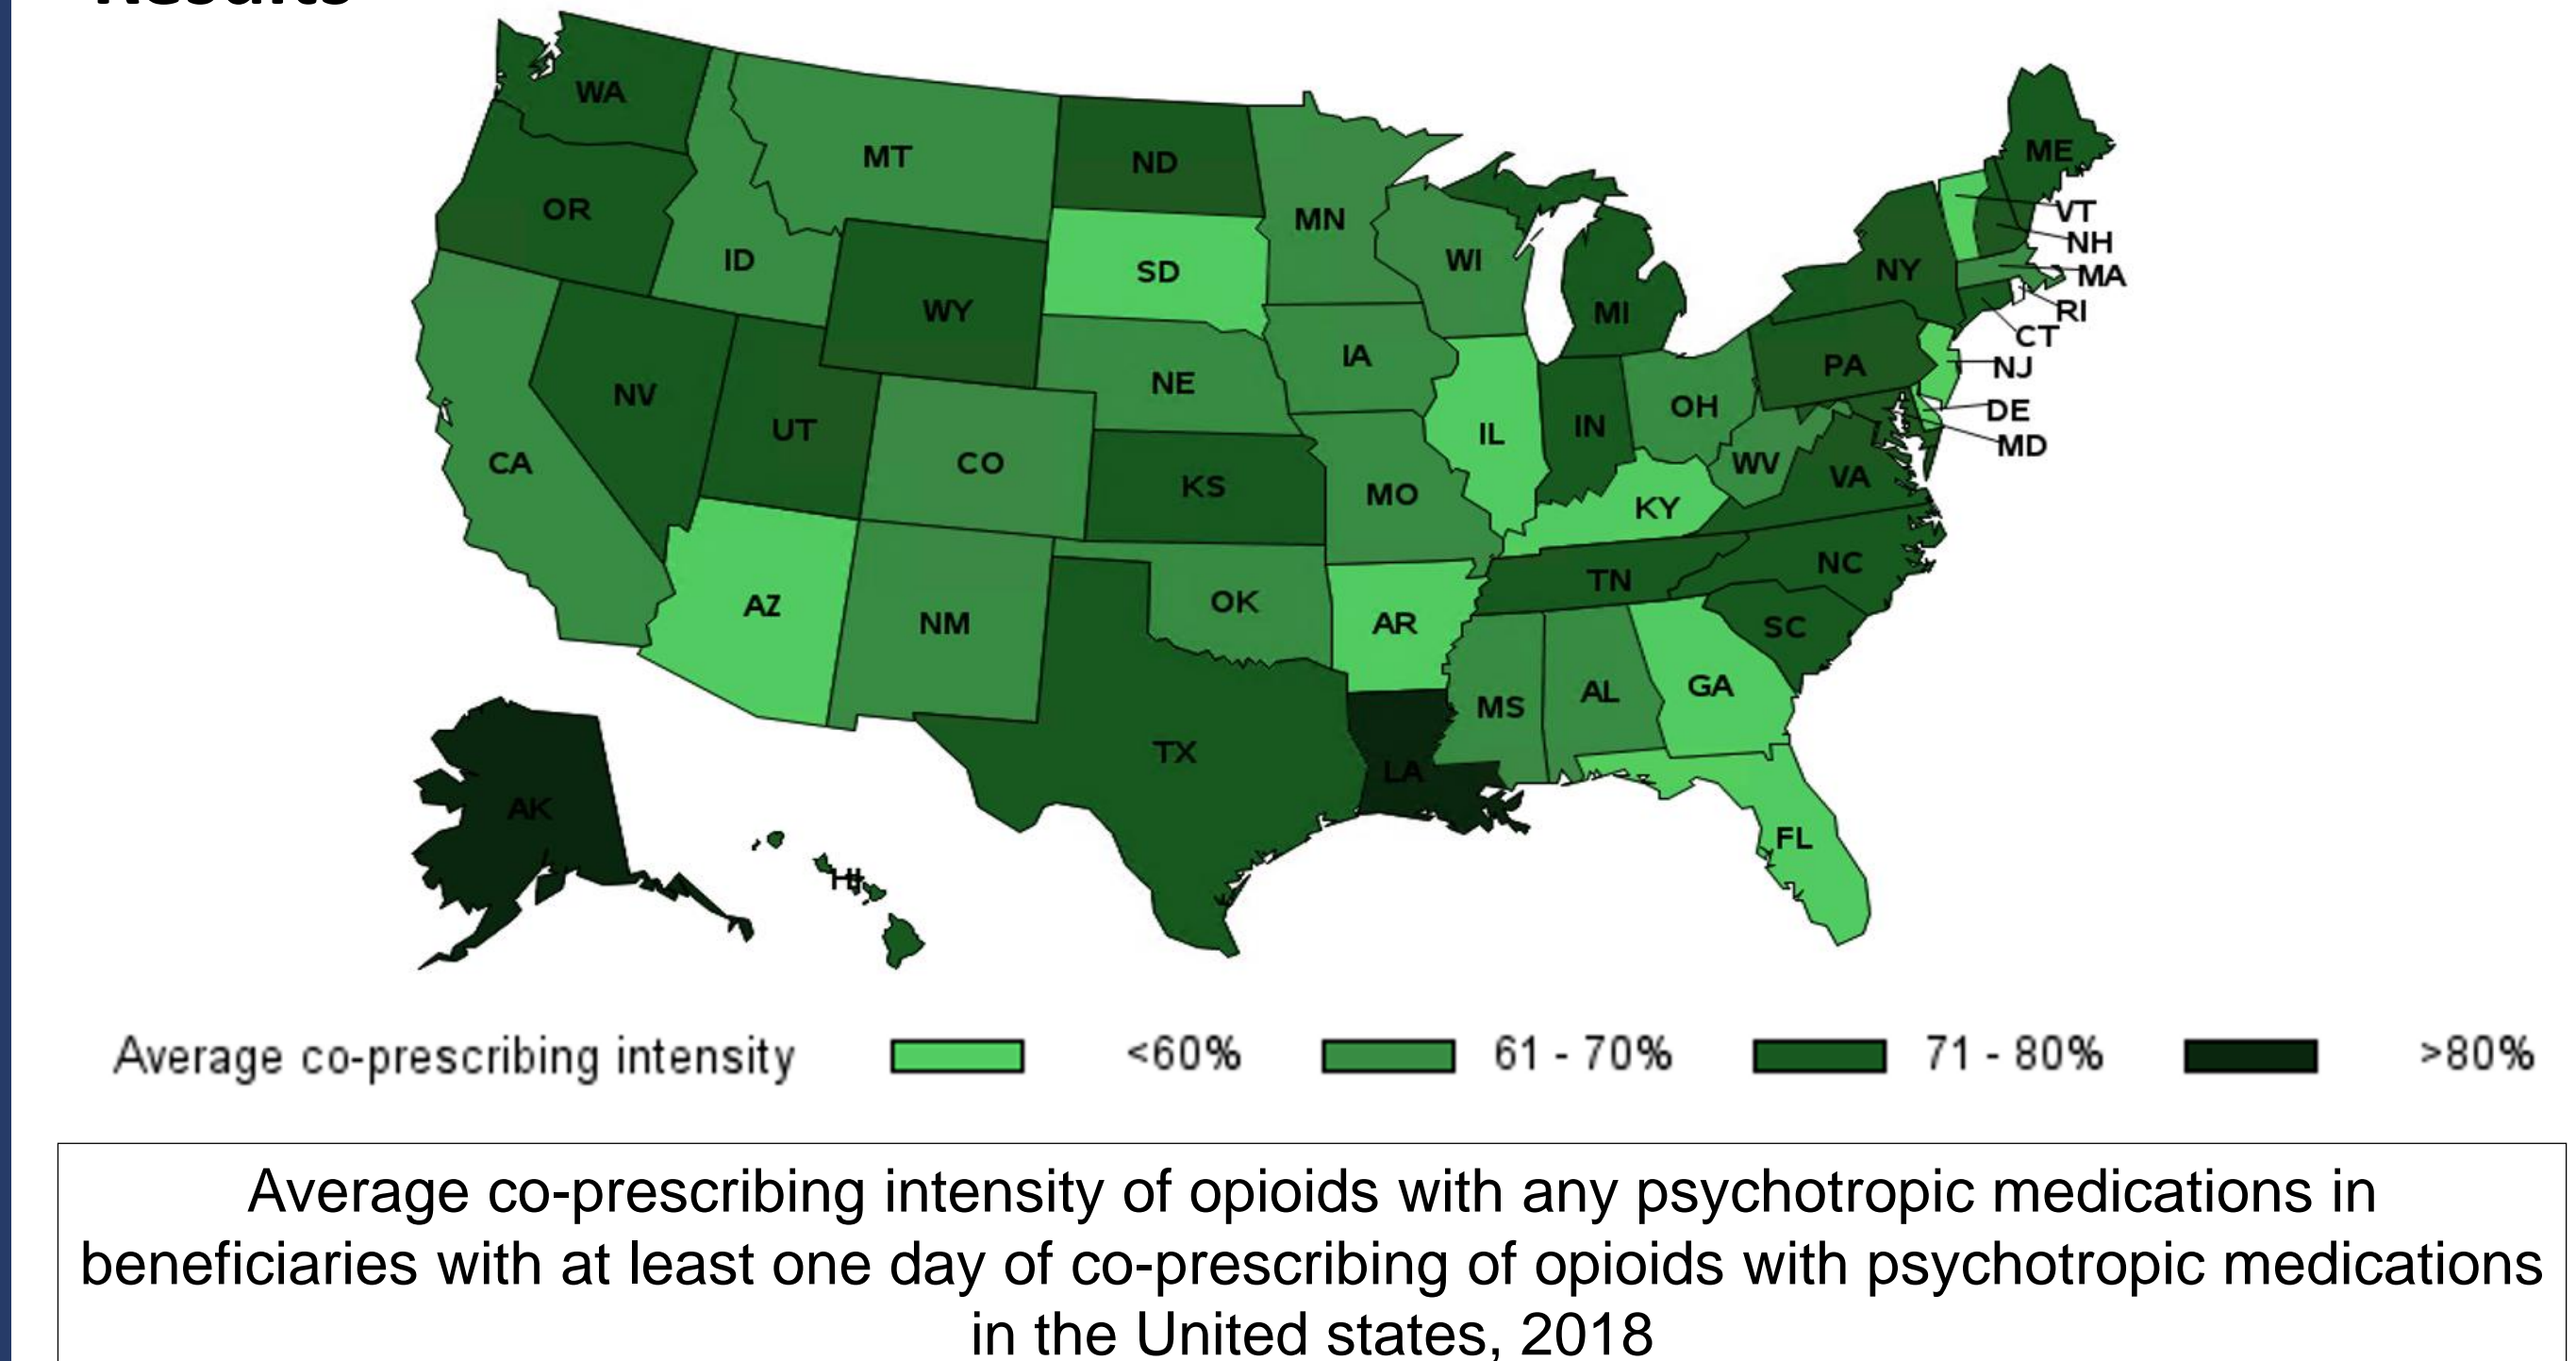 Results
WA
MT
ND
ME
OR
MN
VT
ID
SD
WI
NH
NY
MA
WY
MI
RI
CT
IA
PA
NJ
NV
NE
OH
DE
UT
IL
IN
MD
CA
CO
WV
KS
MO
VA
KY
NC
TN
AZ
OK
NM
AR
SC
GA
AL
MS
TX
LA
AK
FL
HI
Average co-prescribing intensity <60% 61 - 70% 71 - 80% >80%
Average co-prescribing intensity of opioids with any psychotropic medications in
beneficiaries with at least one day of co-prescribing of opioids with psychotropic medications
in the United states, 2018